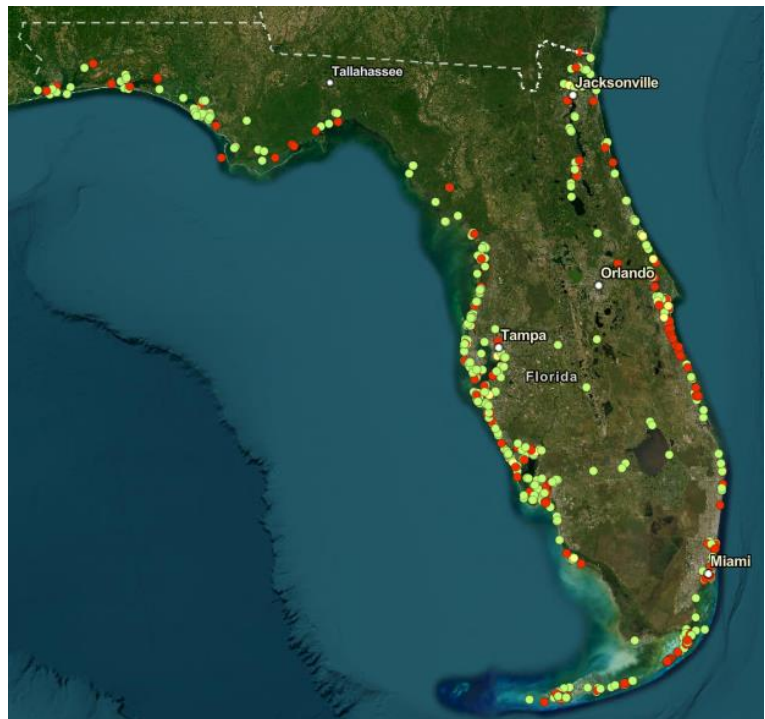 Tallahassee
Jacksonville
Orlando
Tampa
Florida
Miami